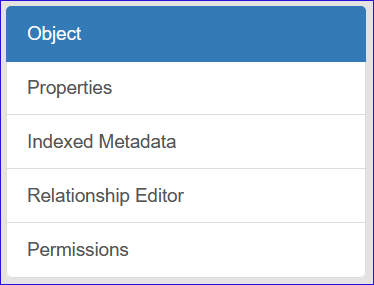 Object
Properties
Indexed Metadata
Relationship Editor
Permissions